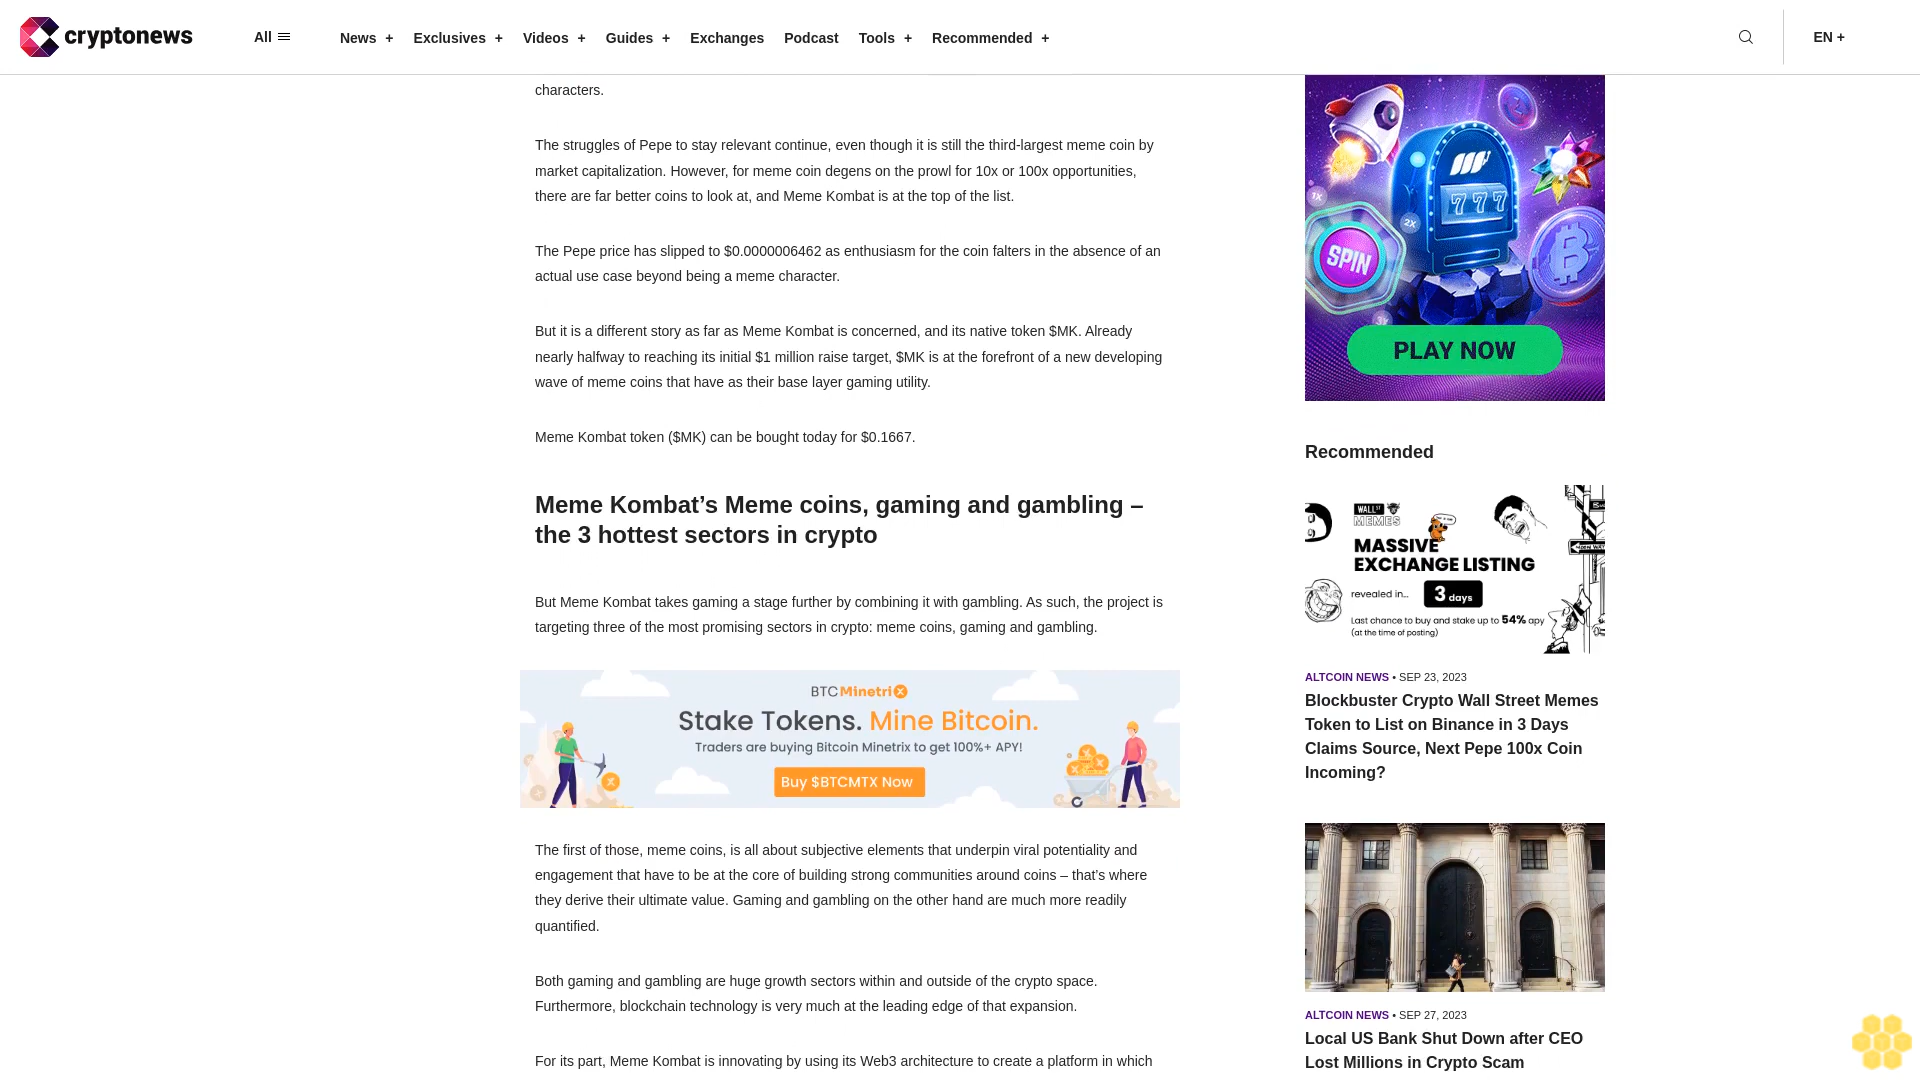 cryptonews
All
News +
Exclusives +
Videos +
Guides +
Exchanges
Podcast
Tools +
Recommended +
EN +
characters.
The struggles of Pepe to stay relevant continue, even though it is still the third-largest meme coin by
market capitalization. However, for meme coin degens on the prowl for 10x or 100x opportunities,
there are far better coins to look at, and Meme Kombat is at the top of the list.
The Pepe price has slipped to $0.0000006462 as enthusiasm for the coin falters in the absence of an
actual use case beyond being a meme character.
But it is a different story as far as Meme Kombat is concerned, and its native token $MK. Already
nearly halfway to reaching its initial $1 million raise target, $MK is at the forefront of a new developing
wave of meme coins that have as their base layer gaming utility.
Meme Kombat token ($MK) can be bought today for $0.1667.
Meme Kombat’s Meme coins, gaming and gambling –
the 3 hottest sectors in crypto
But Meme Kombat takes gaming a stage further by combining it with gambling. As such, the project is
targeting three of the most promising sectors in crypto: meme coins, gaming and gambling.
BTC Minetrix
Stake Tokens. Mine Bitcoin.
Traders are buying Bitcoin Minetrix to get 100%+ APY!
Buy $BTCMTX Now
The first of those, meme coins, is all about subjective elements that underpin viral potentiality and
engagement that have to be at the core of building strong communities around coins – that’s where
they derive their ultimate value. Gaming and gambling on the other hand are much more readily
quantified.
Both gaming and gambling are huge growth sectors within and outside of the crypto space.
Furthermore, blockchain technology is very much at the leading edge of that expansion.
For its part, Meme Kombat is innovating by using its Web3 architecture to create a platform in which
1X
777
2X
SPIN
3X
PLAY NOW
Recommended
WALL ST
MEMES
MASSIVE
EXCHANGE LISTING
revealed in... 3 days
Last chance to buy and stake up to 54% apy
(at the time of posting)
ALTCOIN NEWS • SEP 23, 2023
Blockbuster Crypto Wall Street Memes
Token to List on Binance in 3 Days
Claims Source, Next Pepe 100x Coin
Incoming?
ALTCOIN NEWS • SEP 27, 2023
Local US Bank Shut Down after CEO
Lost Millions in Crypto Scam